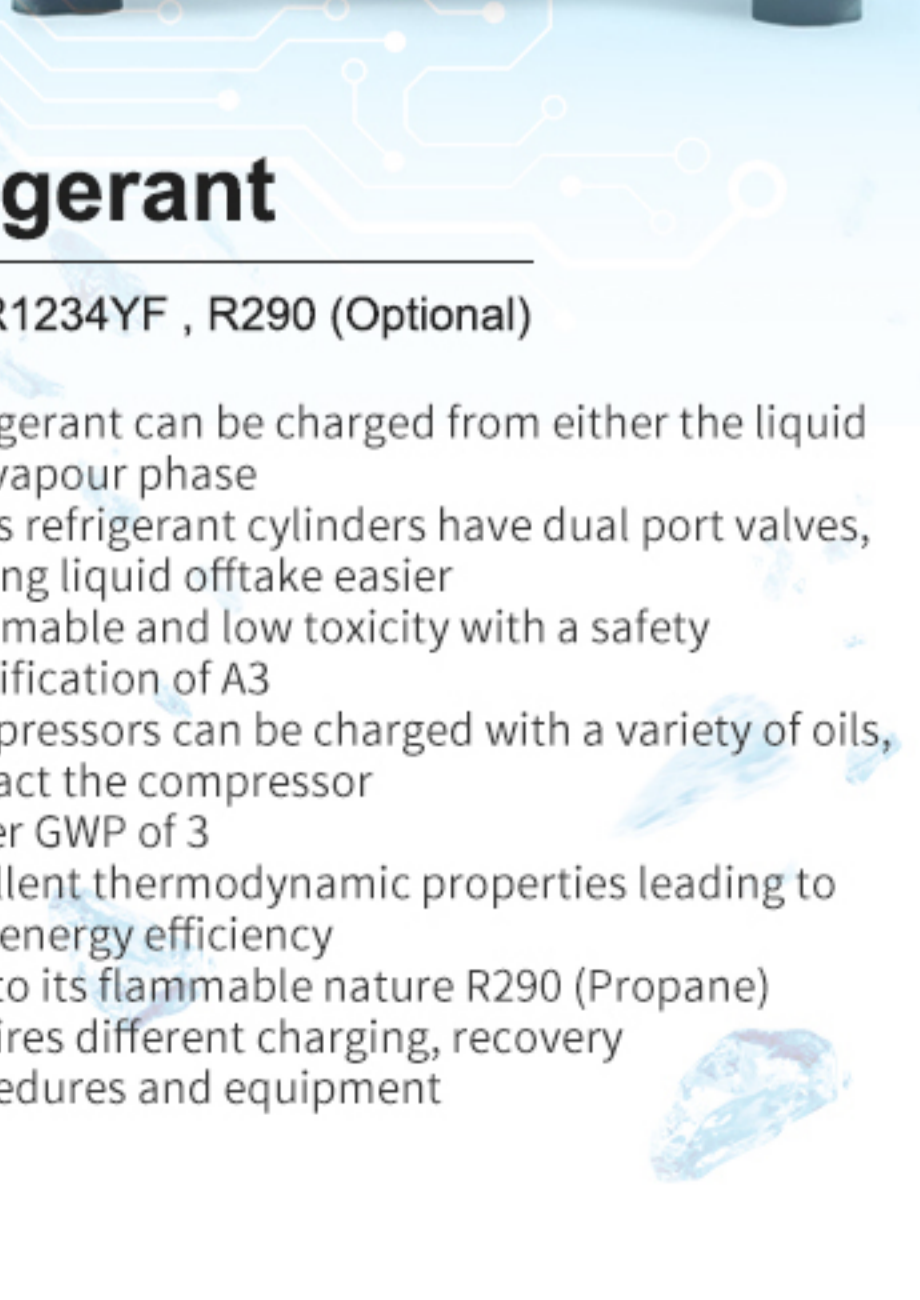 gerant
R1234YF , R290 (Optional)
gerant can be charged from either the liquid
vapour phase
s refrigerant cylinders have dual port valves,
ng liquid offtake easier
mable and low toxicity with a safety
ification of A3
pressors can be charged with a variety of oils,
act the compressor
er GWP of 3
llent thermodynamic properties leading to
energy efficiency
to its flammable nature R290 (Propane)
ires different charging, recovery
edures and equipment